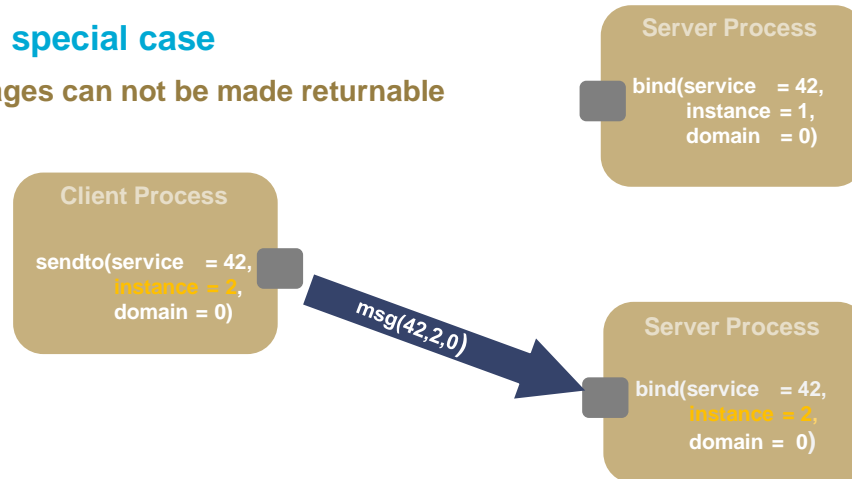 special case
ages can not be made returnable
Server Process
bind(service = 42,
instance = 1,
domain = 0)
Client Process
sendto(service = 42,
instance = 2,
domain = 0)
msg(42,2,0)
Server Process
bind(service = 42,
instance = 2,
domain = 0)